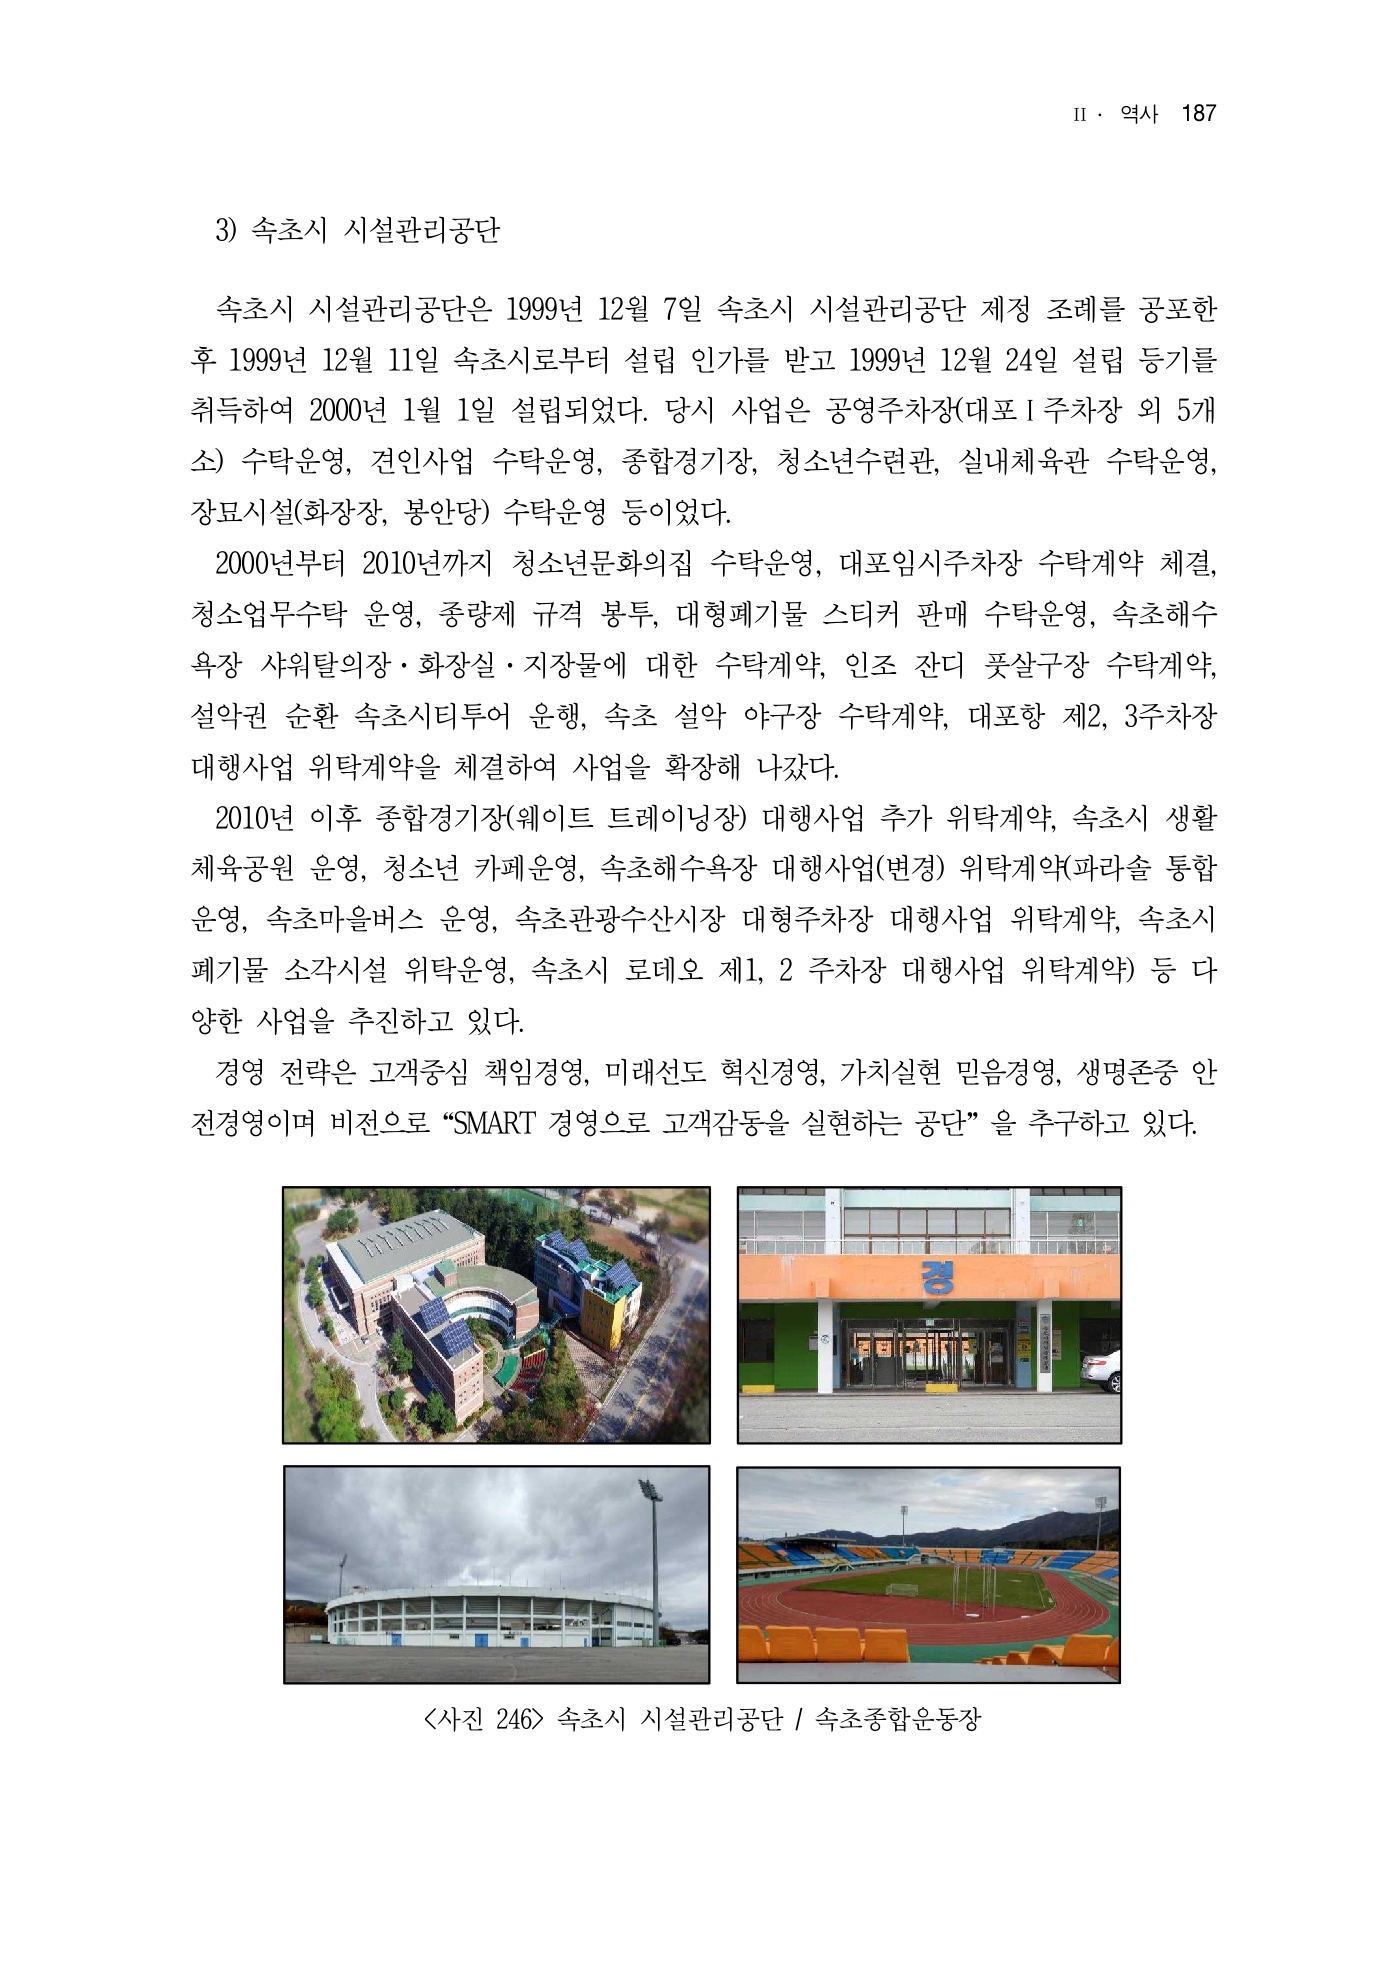 II · 역사 187
3) 속초시 시설관리공단
속초시 시설관리공단은 1999년 12월 7일 속초시 시설관리공단 제정 조례를 공포한
후 1999년 12월 11일 속초시로부터 설립 인가를 받고 1999년 12월 24일 설립 등기를
취득하여 2000년 1월 1일 설립되었다. 당시 사업은 공영주차장(대포Ⅰ주차장 외 5개
소) 수탁운영, 견인사업 수탁운영, 종합경기장, 청소년수련관, 실내체육관 수탁운영,
장묘시설(화장장, 봉안당) 수탁운영 등이었다.
2000년부터 2010년까지 청소년문화의집 수탁운영, 대포임시주차장 수탁계약 체결,
청소업무수탁 운영, 종량제 규격 봉투, 대형폐기물 스티커 판매 수탁운영, 속초해수
욕장 샤워탈의장·화장실·지장물에 대한 수탁계약, 인조 잔디 풋살구장 수탁계약,
설악권 순환 속초시티투어 운행, 속초 설악 야구장 수탁계약, 대포항 제2, 3주차장
대행사업 위탁계약을 체결하여 사업을 확장해 나갔다.
2010년 이후 종합경기장(웨이트 트레이닝장) 대행사업 추가 위탁계약, 속초시 생활
체육공원 운영, 청소년 카페운영, 속초해수욕장 대행사업(변경) 위탁계약(파라솔 통합
운영, 속초마을버스 운영, 속초관광수산시장 대형주차장 대행사업 위탁계약, 속초시
폐기물 소각시설 위탁운영, 속초시 로데오 제1, 2 주차장 대행사업 위탁계약) 등 다
양한 사업을 추진하고 있다.
경영 전략은 고객중심 책임경영, 미래선도 혁신경영, 가치실현 믿음경영, 생명존중 안
전경영이며 비전으로 “SMART 경영으로 고객감동을 실현하는 공단” 을 추구하고 있다.
경
<사진 246> 속초시 시설관리공단 / 속초종합운동장